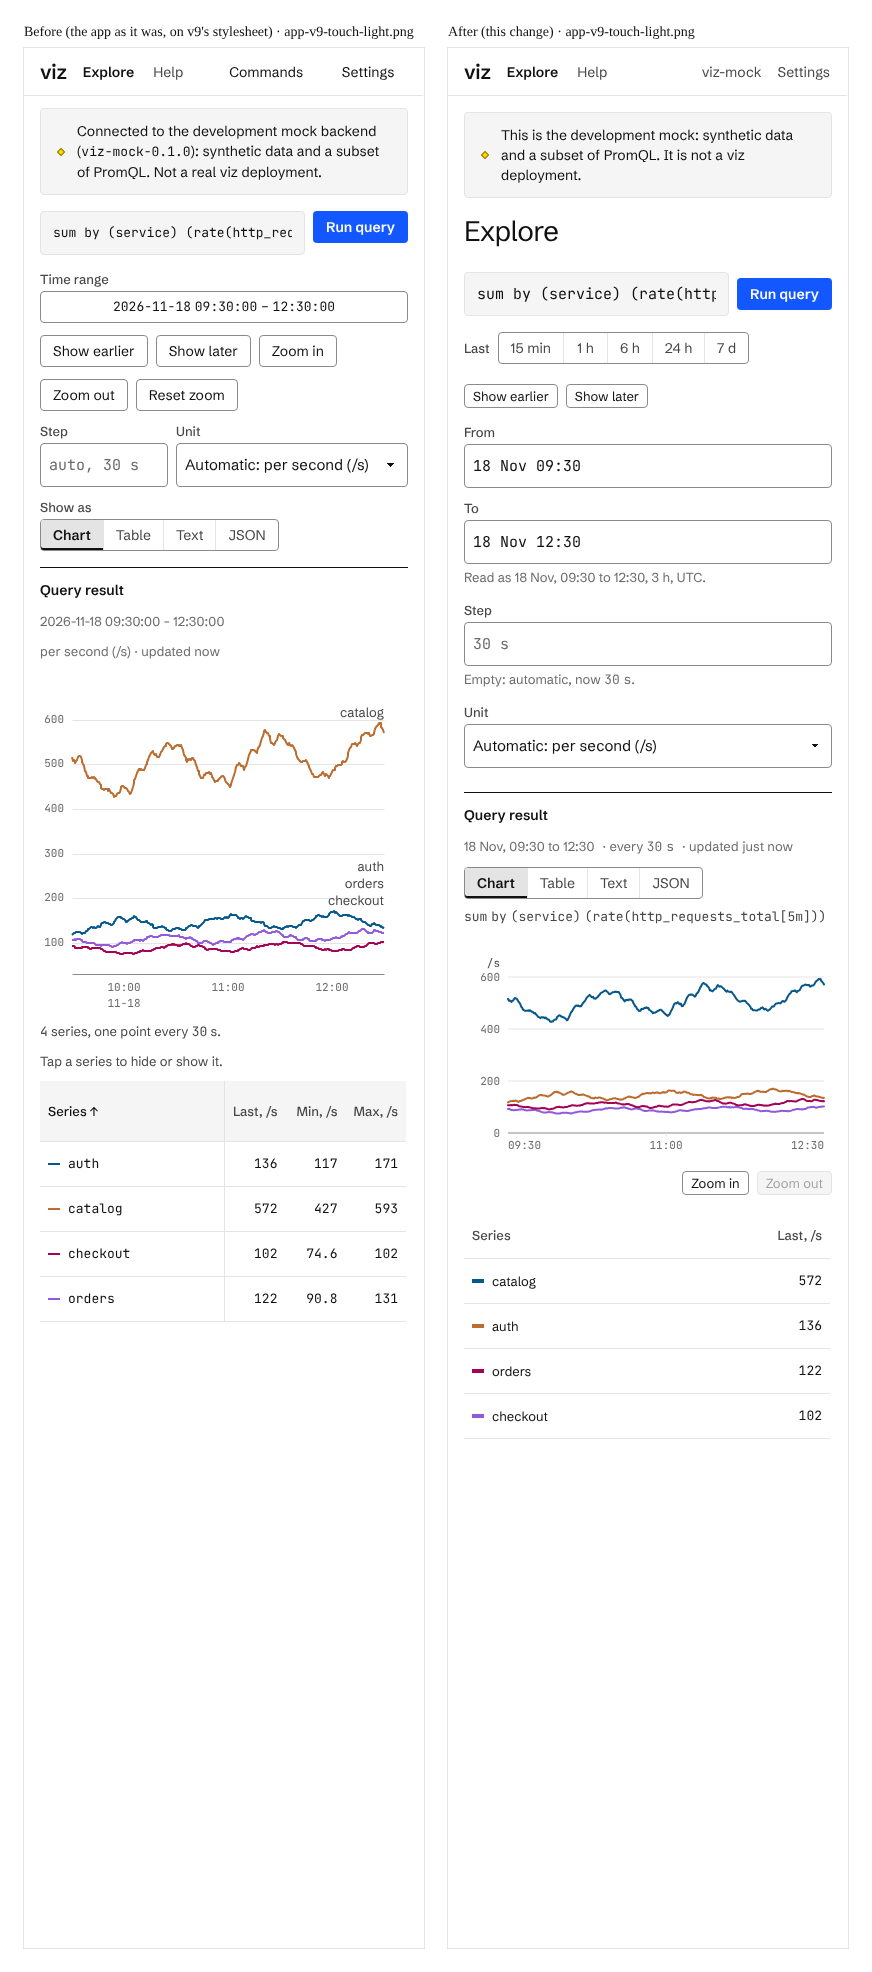 Before (the app as it was, on v9's stylesheet) · app-v9-touch-light.png
viz Explore Help Commands Settings
Connected to the development mock backend
(viz-mock-0.1.0): synthetic data and a subset
of PromQL. Not a real viz deployment.
sum by (service) (rate(http_rec
Run query
Time range
2026-11-18 09:30:00 – 12:30:00
Show earlier
Show later
Zoom in
Zoom out
Reset zoom
Step
Unit
auto, 30 s
Automatic: per second (/s)
Show as
Chart Table Text JSON
Query result
2026-11-18 09:30:00 – 12:30:00
per second (/s) · updated now
catalog
600
500
400
300
auth
orders
200
checkout
100
10:00 11:00 12:00
11-18
4 series, one point every 30 s.
Tap a series to hide or show it.
Series ↑ Last, /s Min, /s Max, /s
auth 136 117 171
catalog 572 427 593
checkout 102 74.6 102
orders 122 90.8 131
After (this change) · app-v9-touch-light.png
viz Explore Help viz-mock Settings
This is the development mock: synthetic data
and a subset of PromQL. It is not a viz
deployment.
Explore
sum by (service) (rate(http
Run query
Last 15 min 1 h 6 h 24 h 7 d
Show earlier
Show later
From
18 Nov 09:30
To
18 Nov 12:30
Read as 18 Nov, 09:30 to 12:30, 3 h, UTC.
Step
30 s
Empty: automatic, now 30 s.
Unit
Automatic: per second (/s)
Query result
18 Nov, 09:30 to 12:30 · every 30 s · updated just now
Chart Table Text JSON
sum by (service) (rate(http_requests_total[5m]))
/s
600
400
200
0
09:30 11:00 12:30
Zoom in
Zoom out
Series Last, /s
catalog 572
auth 136
orders 122
checkout 102